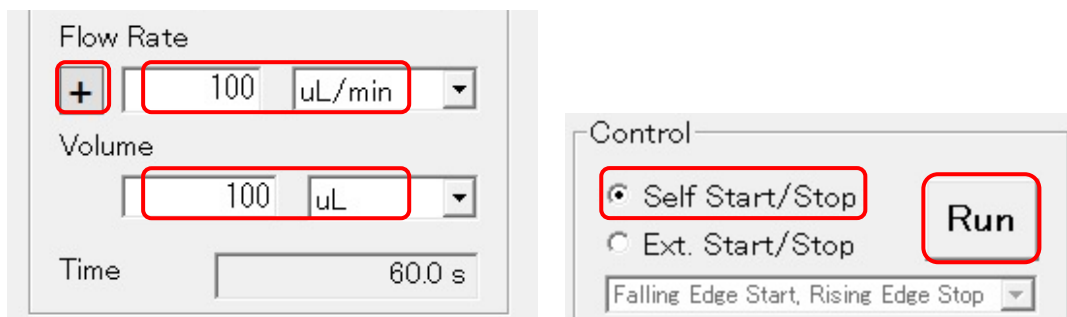 Flow Rate
+ 100 uL/min
Volume
100 uL
Time 60.0 s
Control
Self Start/Stop
Run
Ext. Start/Stop
Falling Edge Start, Rising Edge Stop